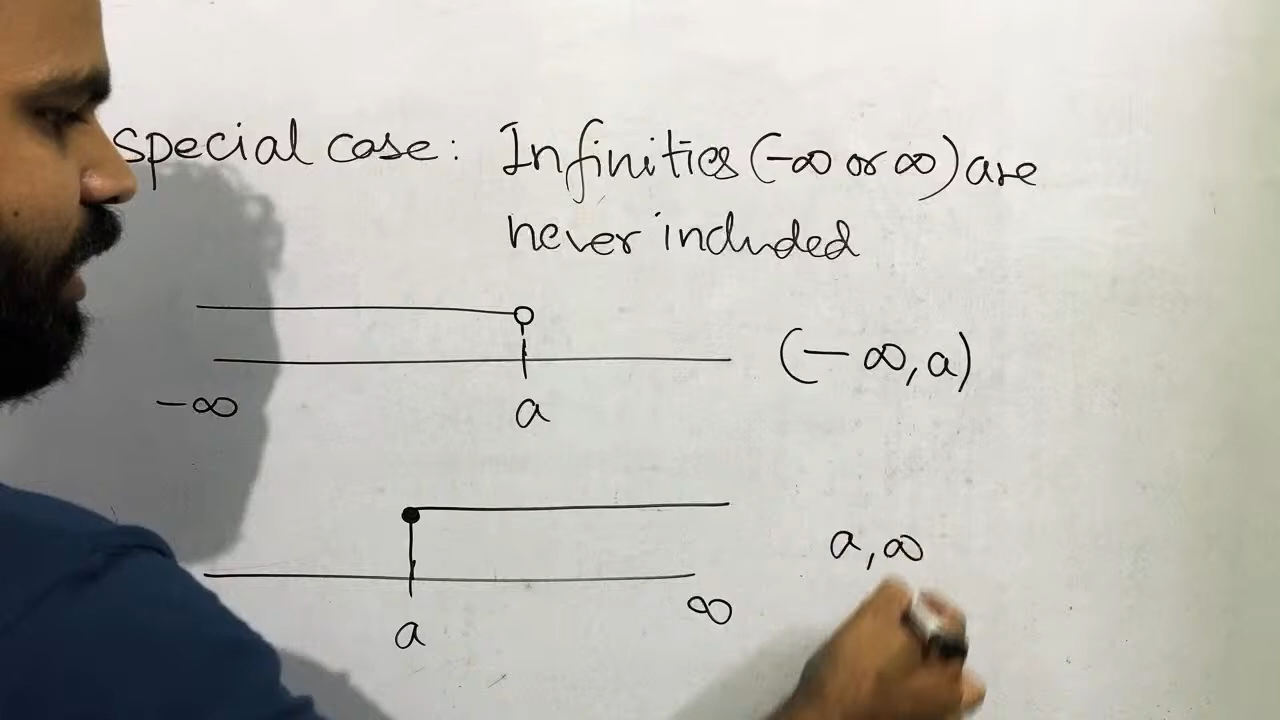 special case: Infinities (-∞ or ∞) are
never included
(-∞,a)
-∞ a
a,∞
a ∞